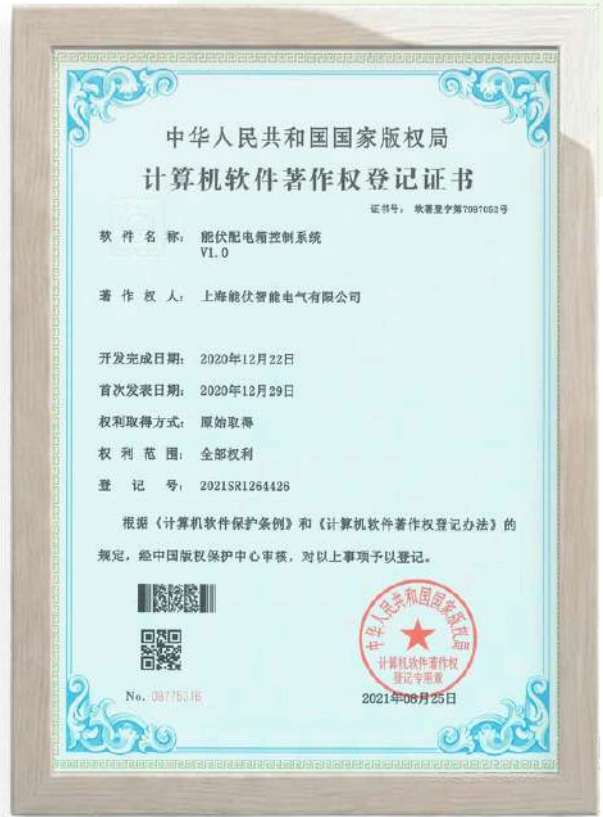 中华人民共和国国家版权局
计算机软件著作权登记证书
证书号： 软著登字第7987052号
软件名称： 能伏配电箱控制系统
V1.0
著作权人： 上海能伏智能电气有限公司
开发完成日期： 2020年12月22日
首次发表日期： 2020年12月29日
权利取得方式： 原始取得
权利范围： 全部权利
登记号： 2021SR1264426
根据《计算机软件保护条例》和《计算机软件著作权登记办法》的
规定，经中国版权保护中心审核，对以上事项予以登记。
中华人民共和国国家版权局
计算机软件著作权
登记专用章
No.
2021年08月25日